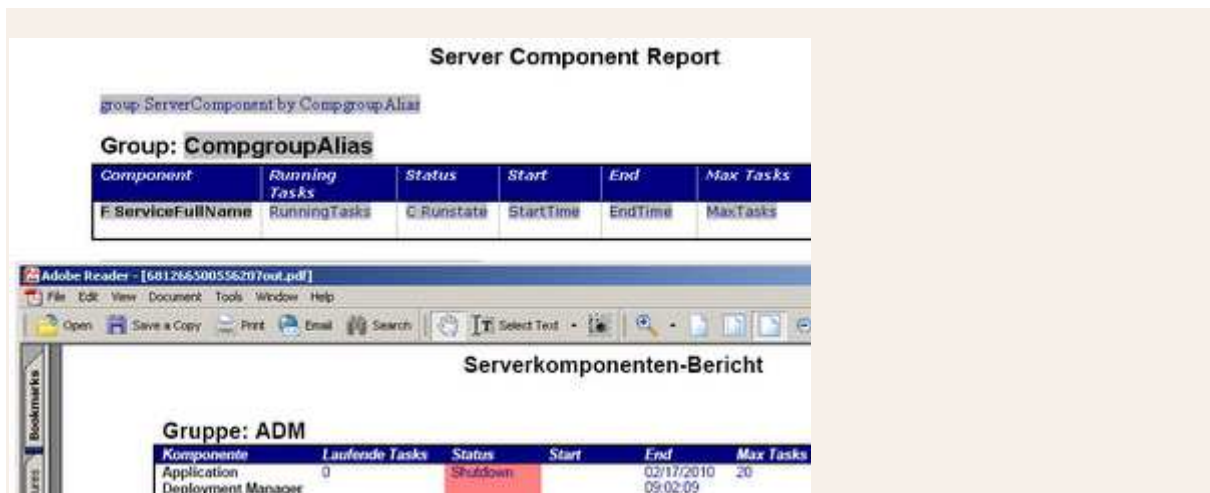 Server Component Report
group ServerComponent by CompgroupAlias
Group: CompgroupAlias
Component Running Tasks Status Start End Max Tasks
F ServiceFullName RunningTasks C Runstate StartTime EndTime MaxTasks
Adobe Reader - [681266500556207out.pdf]
File Edit View Document Tools Window Help
Open Save a Copy Print Email Search Select Text
Serverkomponenten-Bericht
Bookmarks
Gruppe: ADM
Komponente Laufende Tasks Status Start End Max Tasks
Application 0 Shutdown 02/17/2010 20
Deployment Manager 09:02:09